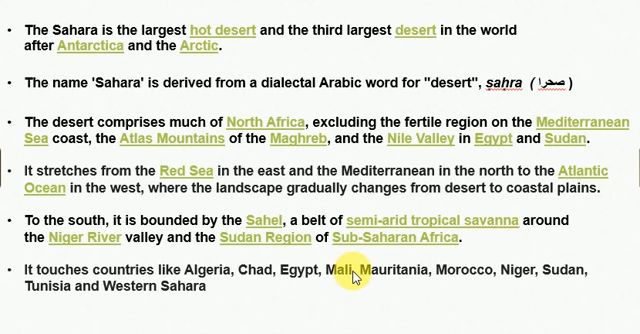 • The Sahara is the largest hot desert and the third largest desert in the world
after Antarctica and the Arctic.
• The name 'Sahara' is derived from a dialectal Arabic word for "desert", ṣaḥra (صحرا)
• The desert comprises much of North Africa, excluding the fertile region on the Mediterranean
Sea coast, the Atlas Mountains of the Maghreb, and the Nile Valley in Egypt and Sudan.
• It stretches from the Red Sea in the east and the Mediterranean in the north to the Atlantic
Ocean in the west, where the landscape gradually changes from desert to coastal plains.
• To the south, it is bounded by the Sahel, a belt of semi-arid tropical savanna around
the Niger River valley and the Sudan Region of Sub-Saharan Africa.
• It touches countries like Algeria, Chad, Egypt, Mali, Mauritania, Morocco, Niger, Sudan,
Tunisia and Western Sahara